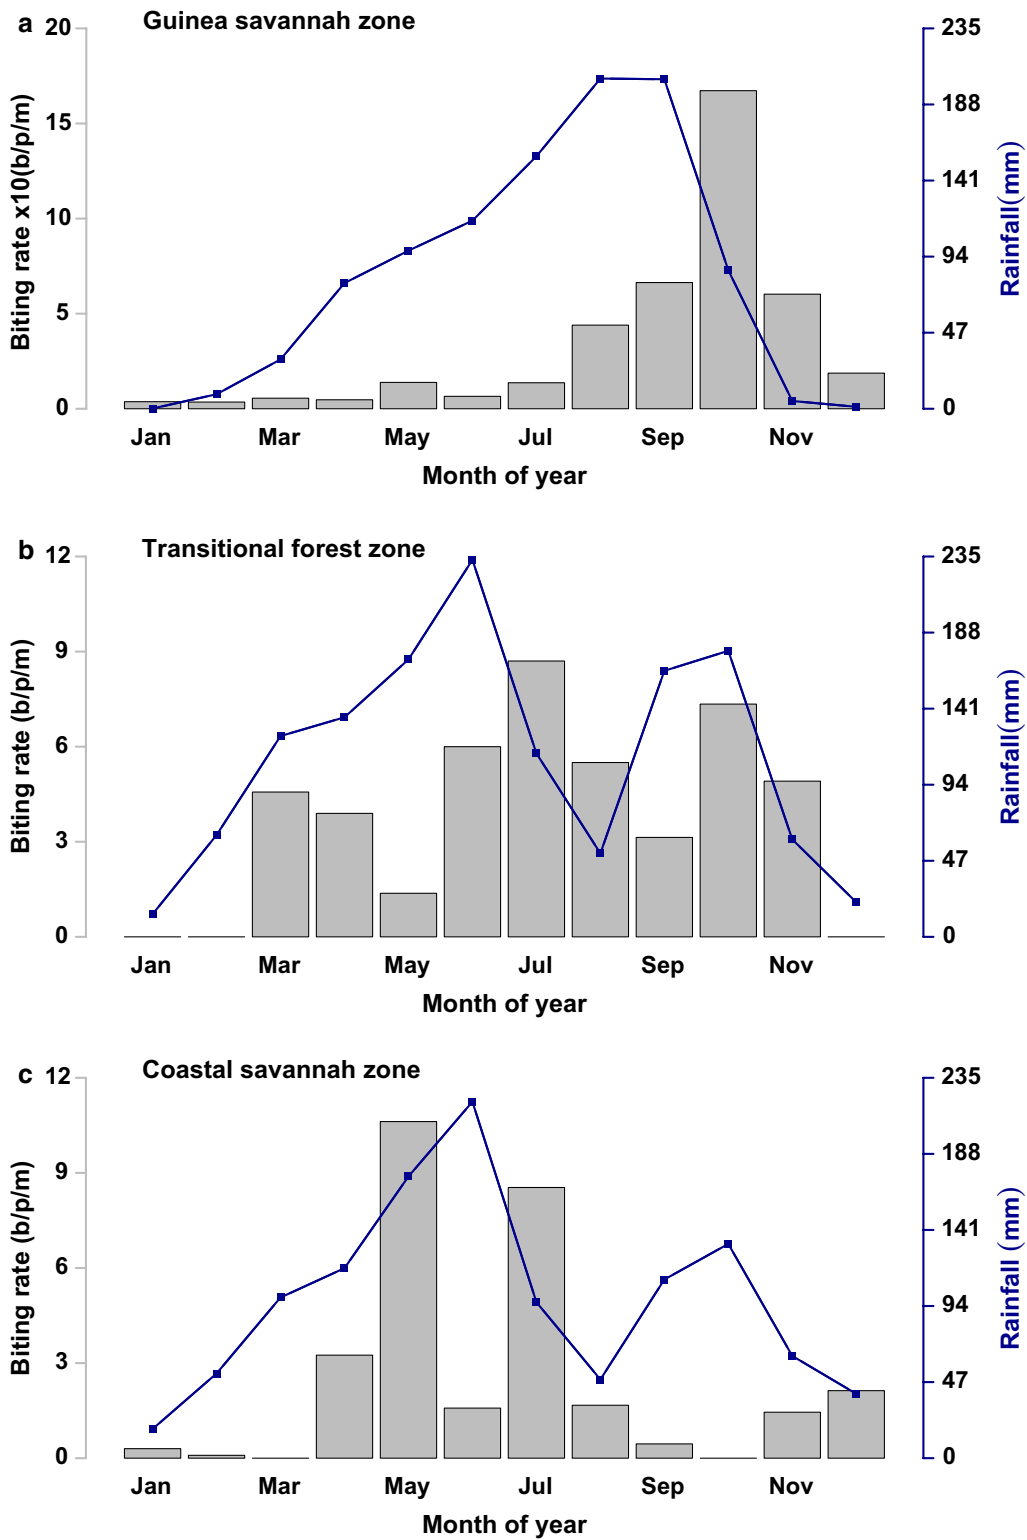 a Guinea savannah zone
20
15
10
5
0
Biting rate x10(b/p/m)
235
188
141
94
47
0
Rainfall(mm)
Jan Mar May Jul Sep Nov
Month of year
b Transitional forest zone
12
9
6
3
0
Biting rate (b/p/m)
235
188
141
94
47
0
Rainfall(mm)
Jan Mar May Jul Sep Nov
Month of year
c Coastal savannah zone
12
9
6
3
0
Biting rate (b/p/m)
235
188
141
94
47
0
Rainfall (mm)
Jan Mar May Jul Sep Nov
Month of year